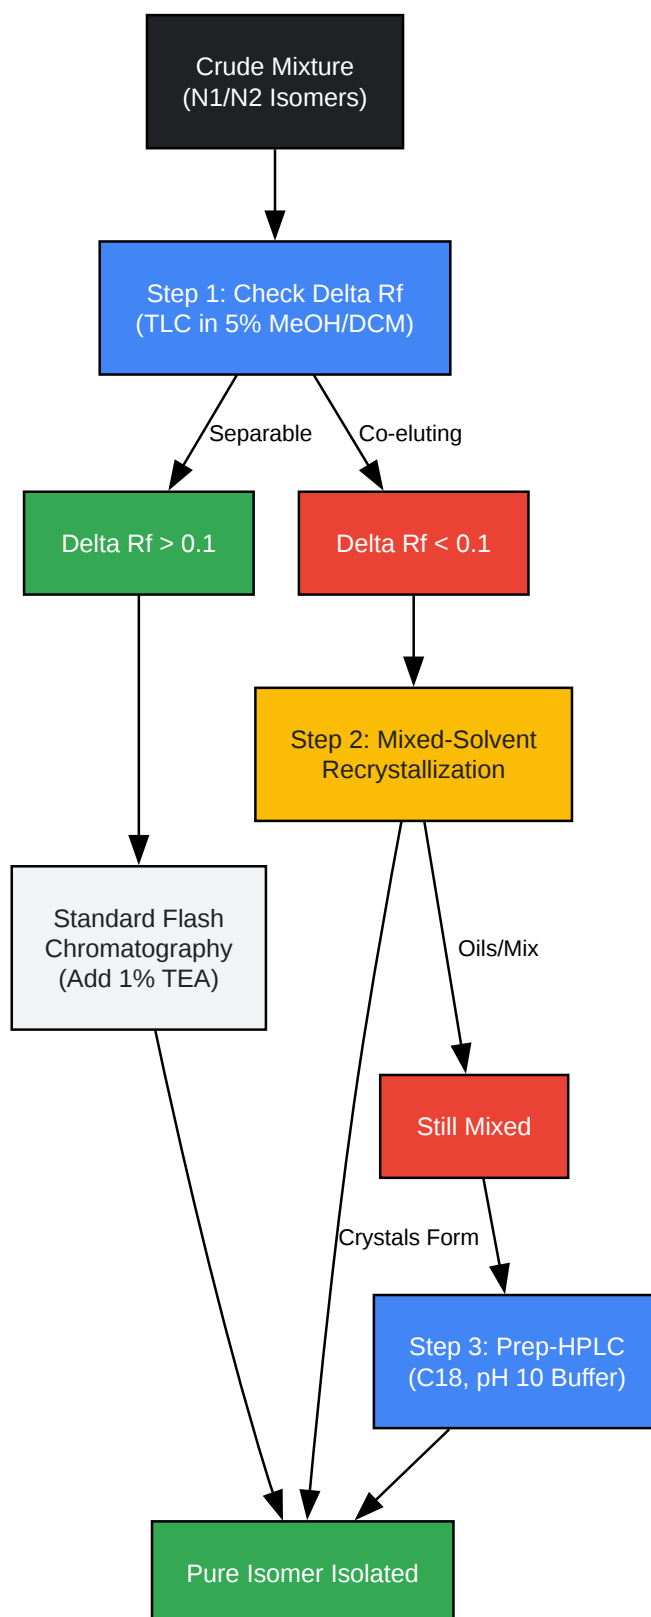 Crude Mixture
(N1/N2 Isomers)
Step 1: Check Delta Rf
(TLC in 5% MeOH/DCM)
Separable
Co-eluting
Delta Rf > 0.1
Delta Rf < 0.1
Step 2: Mixed-Solvent
Recrystallization
Standard Flash
Chromatography
(Add 1% TEA)
Oils/Mix
Still Mixed
Crystals Form
Step 3: Prep-HPLC
(C18, pH 10 Buffer)
Pure Isomer Isolated